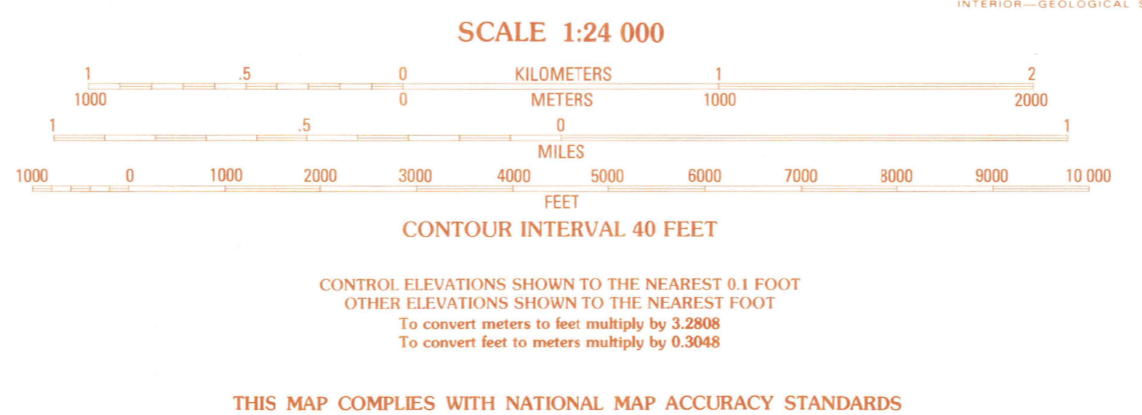 INTERIOR—GEOLOGICAL
SCALE 1:24 000
1 .5 0 KILOMETERS 1 2
1000 0 METERS 1000 2000
1 .5 0 1
MILES
1000 0 1000 2000 3000 4000 5000 6000 7000 8000 9000 10 000
FEET
CONTOUR INTERVAL 40 FEET
CONTROL ELEVATIONS SHOWN TO THE NEAREST 0.1 FOOT
OTHER ELEVATIONS SHOWN TO THE NEAREST FOOT
To convert meters to feet multiply by 3.2808
To convert feet to meters multiply by 0.3048
THIS MAP COMPLIES WITH NATIONAL MAP ACCURACY STANDARDS